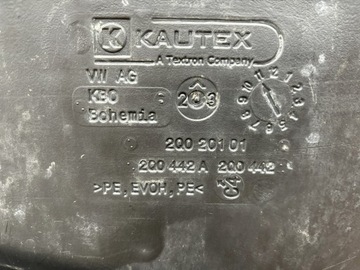 K KAUTEX
A Textron Company
VW AG
KBO
Bohemia
2Q0 201 01
2Q0 442 A 2Q0 442
>PE, EVOH, PE<